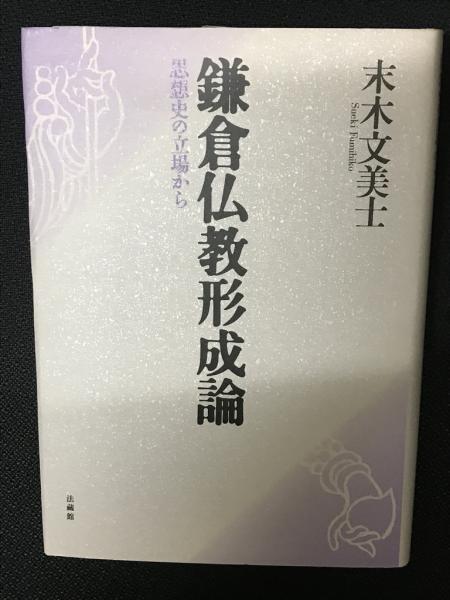 末木文美士
Sueki Fumihiko
鎌倉仏教形成論
思想史の立場から
法藏館